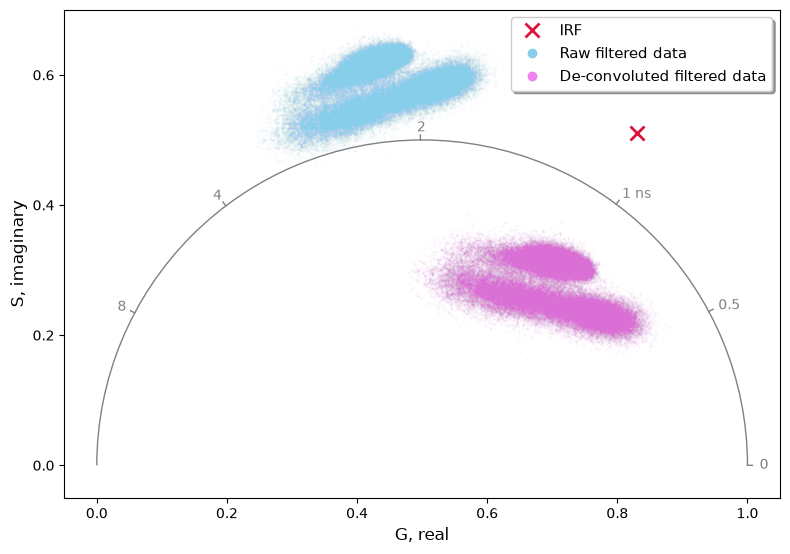 IRF
Raw filtered data
De-convoluted filtered data
0.6
2
4
1 ns
0.4
8
0.5
0.2
0.0
0
0.0 0.2 0.4 0.6 0.8 1.0
G, real
S, imaginary